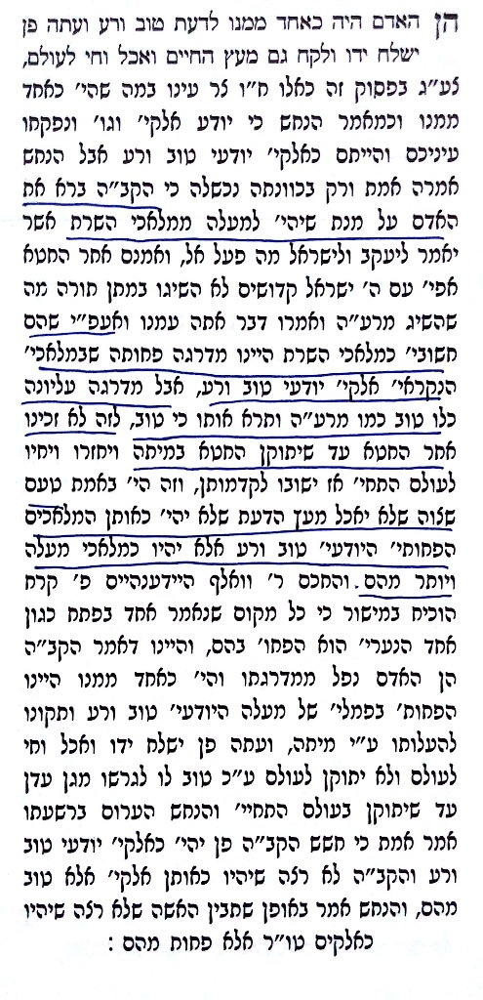 הן האדם היה כאחד ממנו לדעת טוב ורע ועתה פן
ישלח ידו ולקח גם מעץ החיים ואכל וחי לעולם,
צע״ג בפסוק זה כאלו ח״ו צר עינו במה שהי׳ כאחד
ממנו וכמאמר הנחש כי יודע אלקי׳ וגו׳ ונפקחו
עיניכם והייתם כאלקי׳ יודעי טוב ורע אבל הנחש
אמרה אמת ורק בכוונתה נכשלה כי הקב״ה ברא את
האדם על מנת שיהי׳ למעלה ממלאכי השרת אשר
יאמר ליעקב ולישראל מה פעל אל, ואמנם אחר החטא
אפי׳ עם ה׳ ישראל קדושים לא השיגו במתן תורה מה
שהשיג מרע״ה ואמרו דבר אתה עמנו ואעפ״י שהם
חשובי׳ כמלאכי השרת היינו מדרגה פחותה שבמלאכי׳
הנקראי׳ אלקי׳ יודעי טוב ורע, אבל מדרגה עליונה
כלו טוב כמו מרע״ה ותרא אותו כי טוב, לזה לא זכינו
אחר החטא עד שיתוקן החטא במיתה ויחזרו ויחיו
לעולם התחי׳ אז ישובו לקדמותן, וזה הי׳ באמת טעם
שצוה שלא יאכל מעץ הדעת שלא יהי׳ כאותן המלאכים
הפחותי׳ היודעי׳ טוב ורע אלא יהיו כמלאכי מעלה
ויותר מהם. והחכם ר׳ וואלף היידענהיים פ׳ קרח
הוכיח במישור כי כל מקום שנאמר אחד בפתח כגון
אחד הנערי׳ הוא הפחו׳ בהם, והיינו דאמר הקב״ה
הן האדם נפל ממדרגתו והי׳ כאחד ממנו היינו
הפחות׳ בפמלי׳ של מעלה היודעי׳ טוב ורע ותקונו
להעלותו ע״י מיתה, ועתה פן ישלח ידו ואכל וחי
לעולם ולא יתוקן לעולם ע״כ טוב לו לגרשו מגן עדן
עד שיתוקן בעולם התחיי׳ והנחש הערום ברשעתו
אמר אמת כי חשש הקב״ה פן יהי׳ כאלקי׳ יודעי טוב
ורע והקב״ה לא רצה שיהיו כאותן אלקי׳ אלא טוב
מהם, והנחש אמר באופן שתבין האשה שלא רצה שיהיו
כאלקים טו״ר אלא פחות מהם :